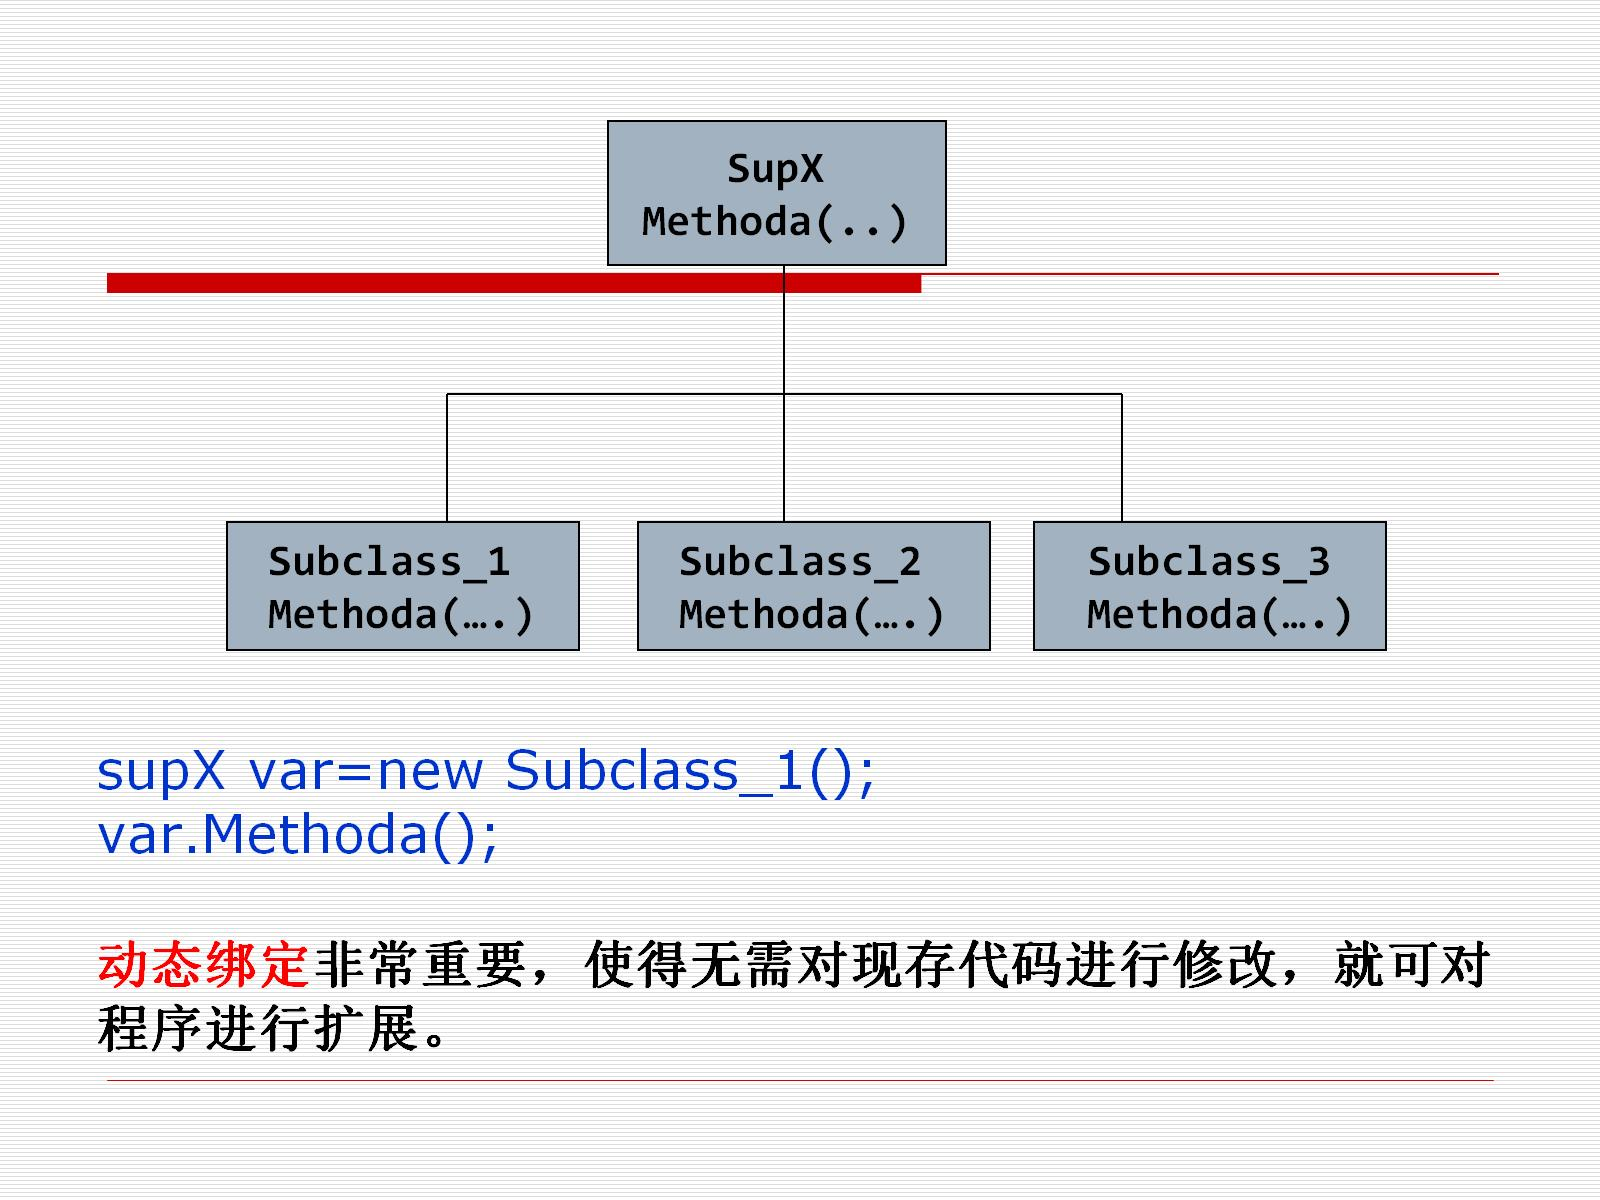 SupX
Methoda(..)
Subclass_1
Methoda(….)
Subclass_2
Methoda(….)
Subclass_3
Methoda(….)
supX var=new Subclass_1();
var.Methoda();
动态绑定非常重要，使得无需对现存代码进行修改，就可对
程序进行扩展。